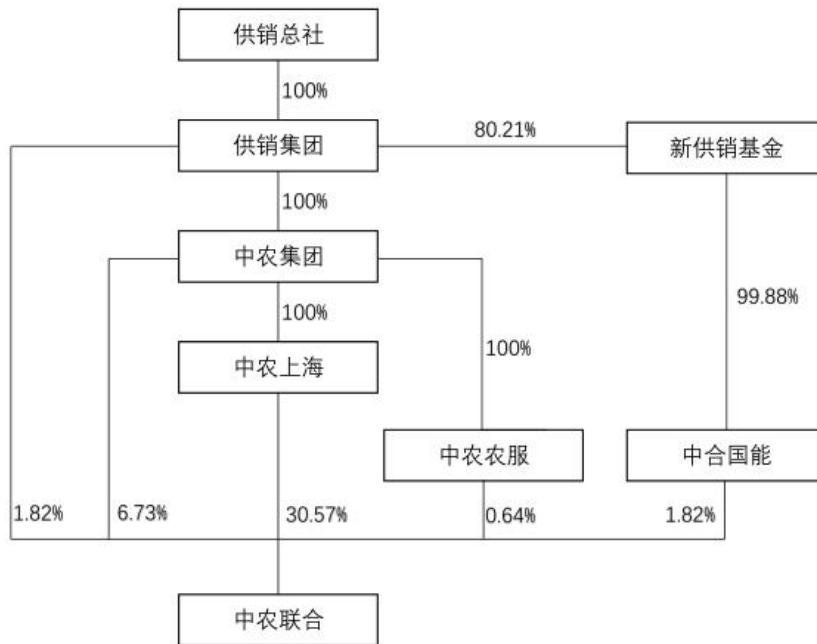 供销总社
100%
供销集团
80.21%
新供销基金
100%
中农集团
99.88%
100%
中农上海
100%
中农农服
中合国能
1.82%
6.73%
30.57%
0.64%
1.82%
中农联合